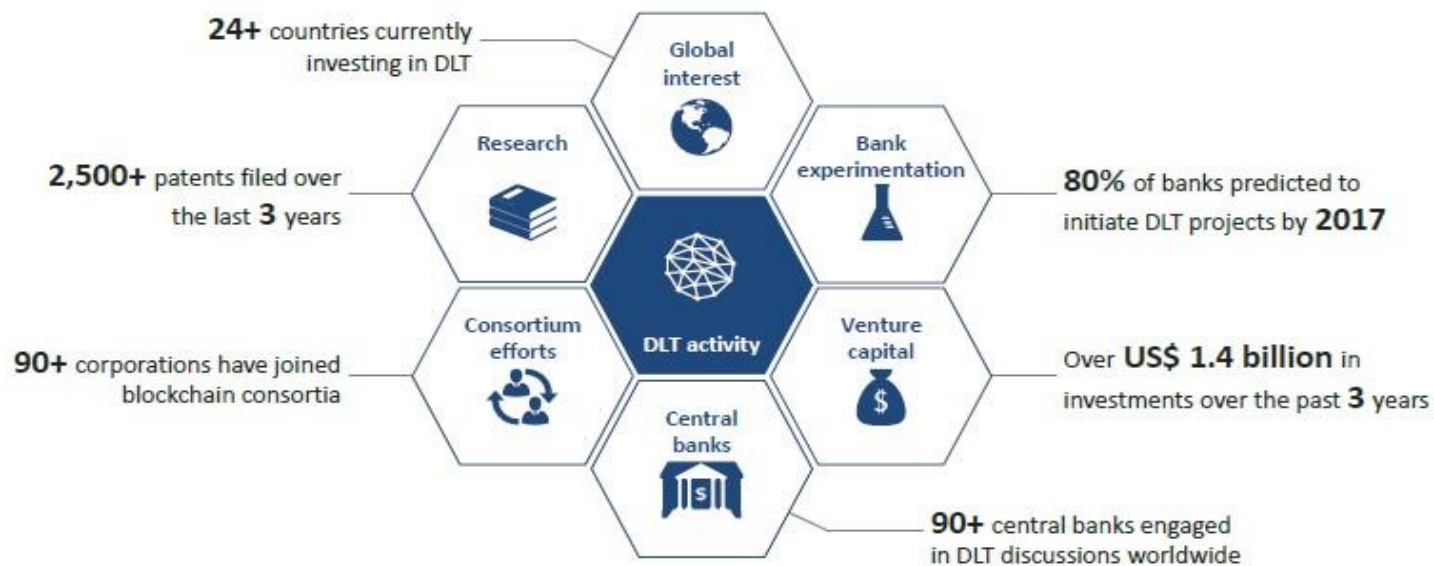 24+ countries currently
investing in DLT
Global
interest
Research
2,500+ patents filed over
the last 3 years
Bank
experimentation
80% of banks predicted to
initiate DLT projects by 2017
DLT activity
Consortium
efforts
90+ corporations have joined
blockchain consortia
Venture
capital
$
Over US$ 1.4 billion in
investments over the past 3 years
Central
banks
S
90+ central banks engaged
in DLT discussions worldwide